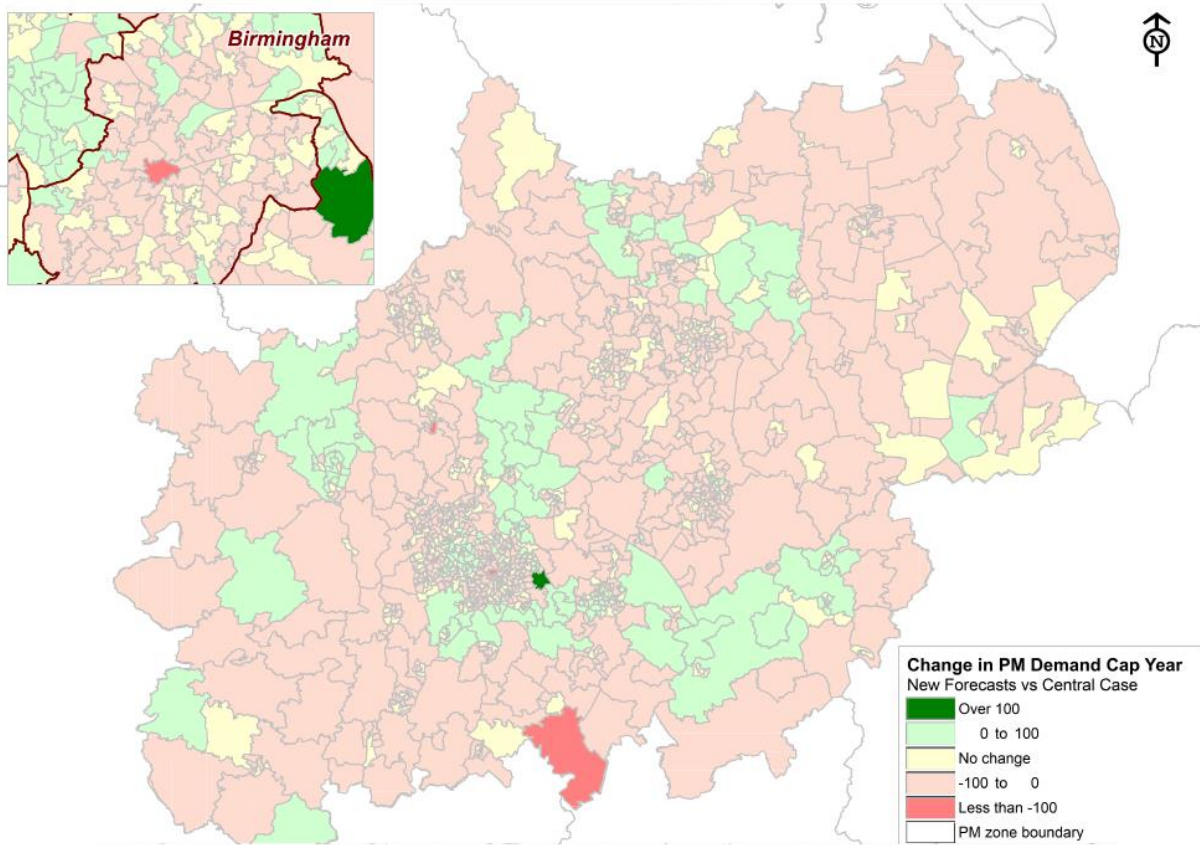 Birmingham
N
Change in PM Demand Cap Year
New Forecasts vs Central Case
Over 100
0 to 100
No change
-100 to 0
Less than -100
PM zone boundary